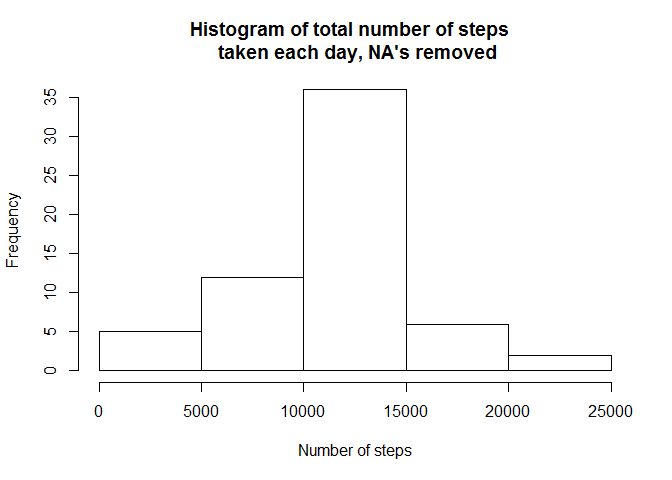 Histogram of total number of steps
taken each day, NA's removed
Frequency
35
30
25
20
15
10
5
0
0 5000 10000 15000 20000 25000
Number of steps